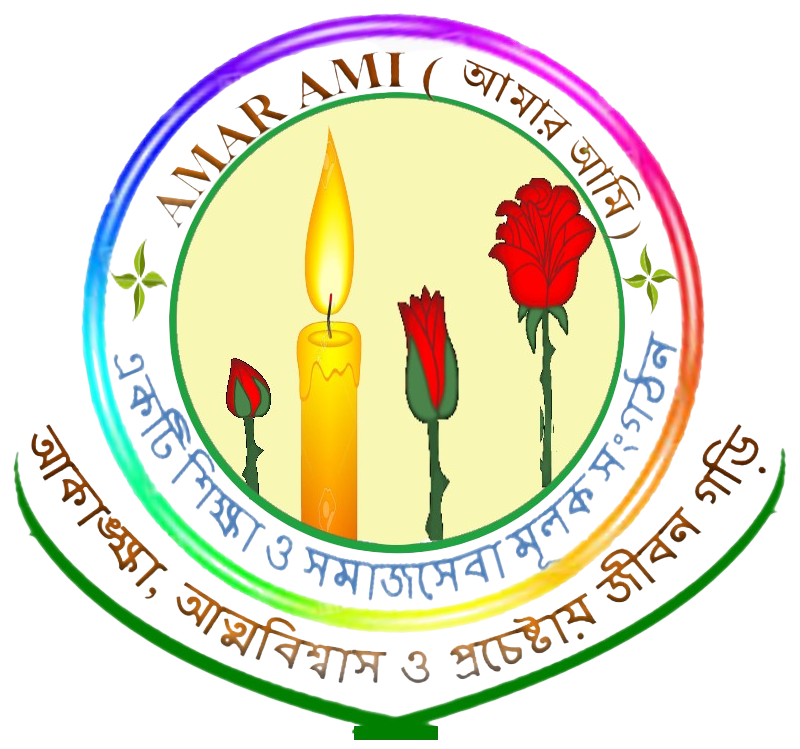 AMAR AMI ( আমার আমি )
একটি শিক্ষা ও সমাজসেবা মূলক সংগঠন
আকাঙ্ক্ষা, আত্মবিশ্বাস ও প্রচেষ্টায় জীবন গড়ি